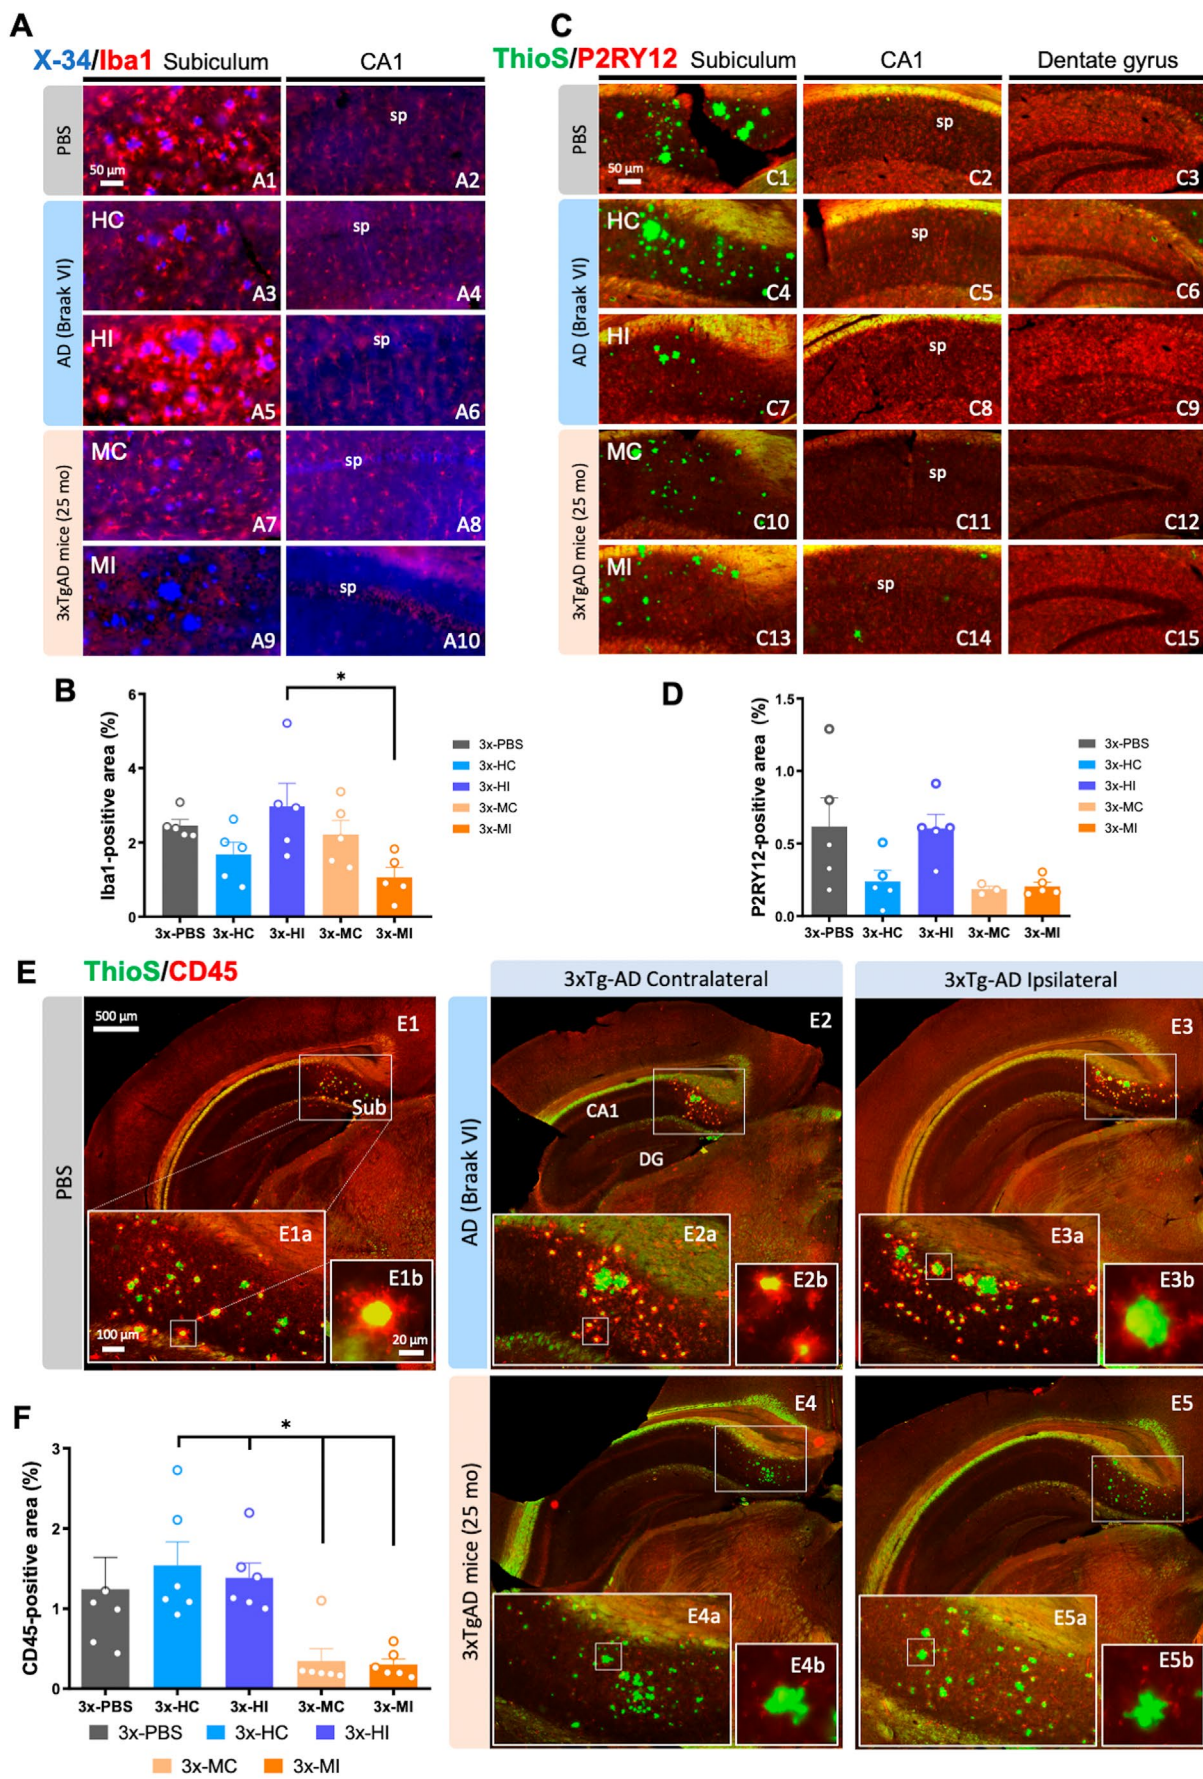 A
X-34/Iba1 Subiculum CA1
PBS
50 µm
A1
sp
A2
AD (Braak VI)
HC
A3
sp
A4
HI
A5
sp
A6
3xTgAD mice (25 mo)
MC
A7
sp
A8
MI
A9
sp
A10
C
ThioS/P2RY12 Subiculum CA1 Dentate gyrus
PBS
50 µm
C1
sp
C2
C3
AD (Braak VI)
HC
C4
sp
C5
C6
HI
C7
sp
C8
C9
3xTgAD mice (25 mo)
MC
C10
sp
C11
C12
MI
C13
sp
C14
C15
B
Iba1-positive area (%)
6
4
2
0
*
3x-PBS 3x-HC 3x-HI 3x-MC 3x-MI
3x-PBS
3x-HC
3x-HI
3x-MC
3x-MI
D
P2RY12-positive area (%)
1.5
1.0
0.5
0.0
3x-PBS 3x-HC 3x-HI 3x-MC 3x-MI
3x-PBS
3x-HC
3x-HI
3x-MC
3x-MI
E
ThioS/CD45
3xTg-AD Contralateral
3xTg-AD Ipsilateral
PBS
500 µm
E1
Sub
E1a
100 µm
E1b
20 µm
AD (Braak VI)
E2
CA1
DG
E2a
E2b
E3
E3a
E3b
3xTgAD mice (25 mo)
E4
E4a
E4b
E5
E5a
E5b
F
CD45-positive area (%)
3
2
1
0
*
3x-PBS 3x-HC 3x-HI 3x-MC 3x-MI
3x-PBS 3x-HC 3x-HI
3x-MC 3x-MI